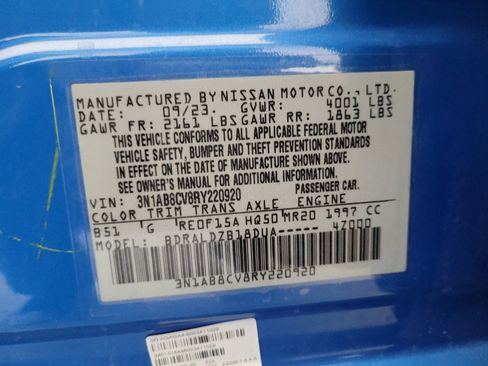 MANUFACTURED BY NISSAN MOTOR CO., LTD.
DATE: 09/23. GVWR: 4001 LBS
GAWR FR: 2161 LBS GAWR RR: 1863 LBS
THIS VEHICLE CONFORMS TO ALL APPLICABLE FEDERAL MOTOR
VEHICLE SAFETY, BUMPER AND THEFT PREVENTION STANDARDS
IN EFFECT ON THE DATE OF MANUFACTURE SHOWN ABOVE.
SEE OWNER'S MANUAL FOR ADDITIONAL INFORMATION.
VIN: 3N1AB8CV8RY220920 PASSENGER CAR.
COLOR TRIM TRANS AXLE ENGINE
B51 G RE0F15A HQ50 MR20 1997 CC
MODEL: BDRALDZB18DUA----- 4Z000
3N1AB8CV8RY220920